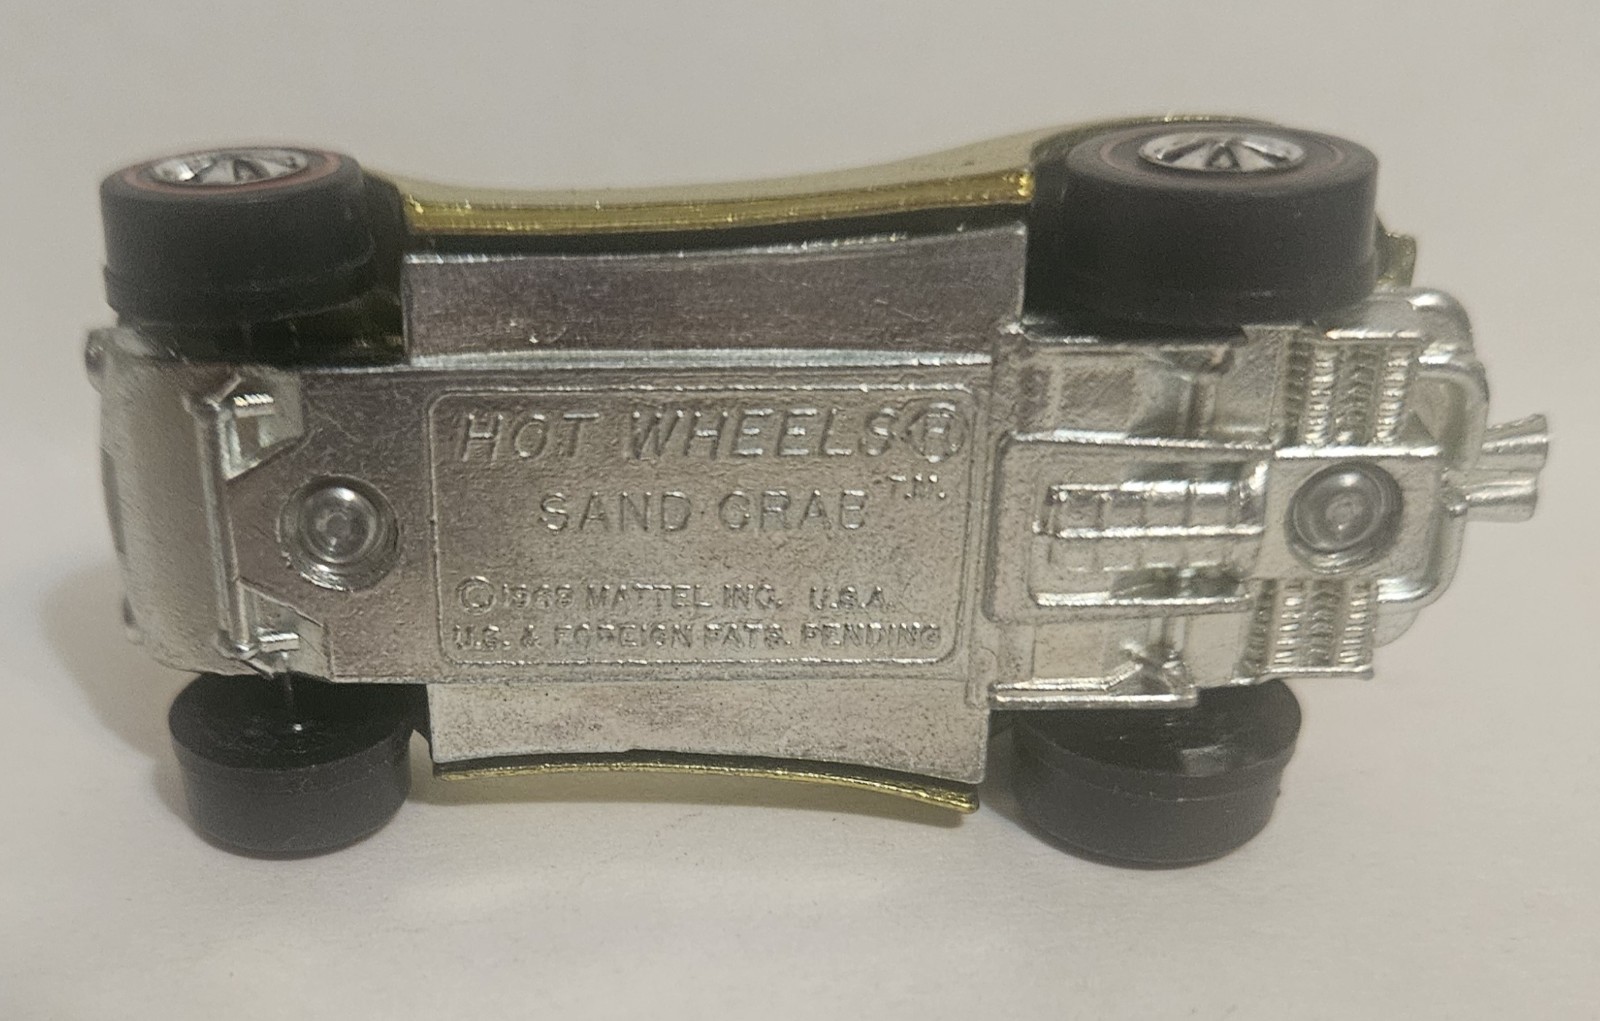 HOT WHEELS®
SAND CRAB T.M.
© 1969 MATTEL INC. U.S.A.
U.S. & FOREIGN PATS. PENDING